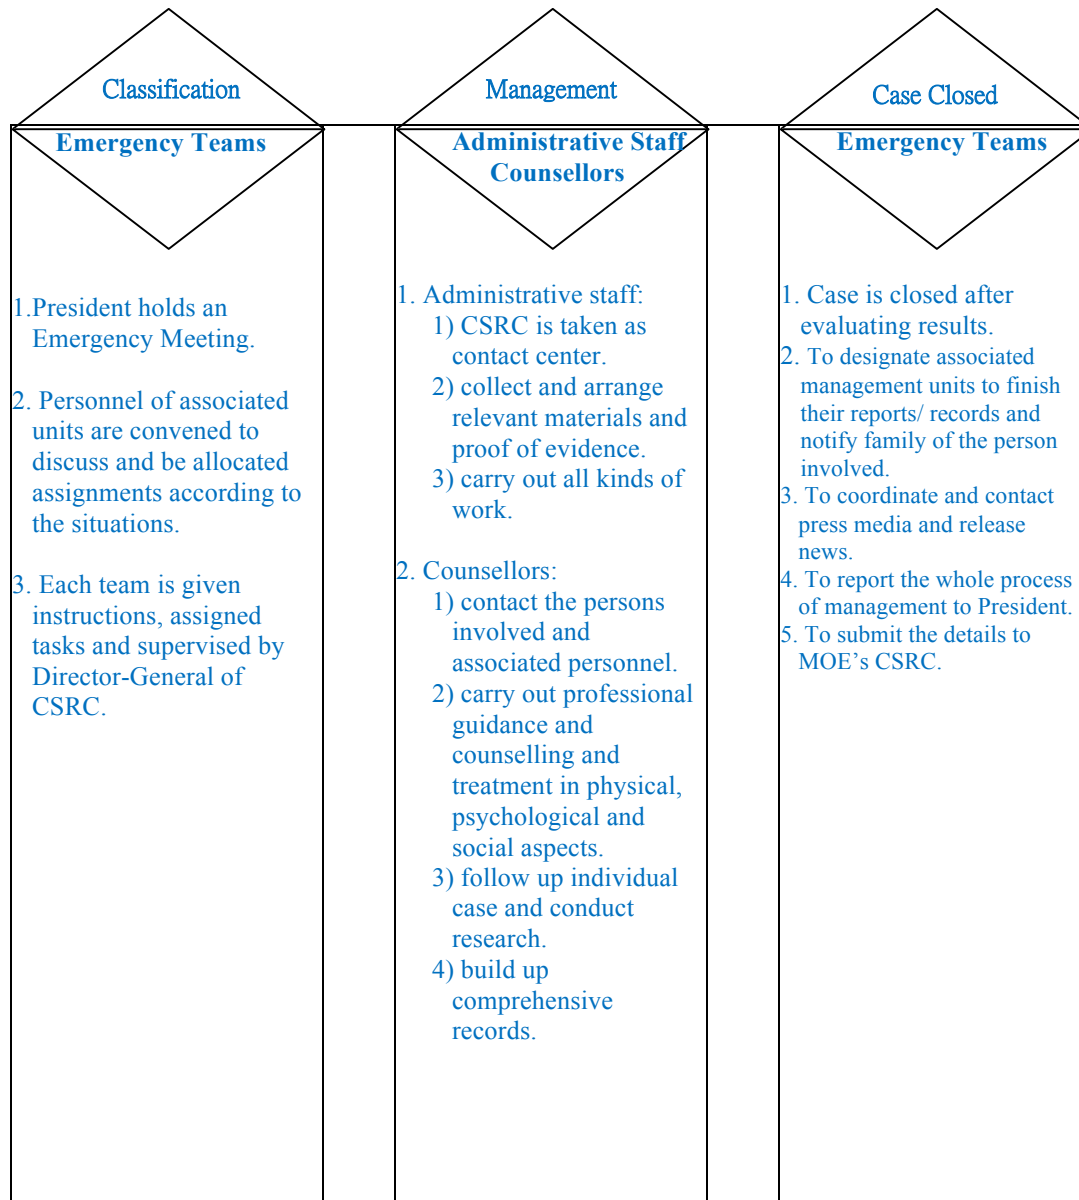 Classification
Emergency Teams
1.President holds an
Emergency Meeting.
2. Personnel of associated
units are convened to
discuss and be allocated
assignments according to
the situations.
3. Each team is given
instructions, assigned
tasks and supervised by
Director-General of
CSRC.
Management
Administrative Staff
Counsellors
1. Administrative staff:
1) CSRC is taken as
contact center.
2) collect and arrange
relevant materials and
proof of evidence.
3) carry out all kinds of
work.
2. Counsellors:
1) contact the persons
involved and
associated personnel.
2) carry out professional
guidance and
counselling and
treatment in physical,
psychological and
social aspects.
3) follow up individual
case and conduct
research.
4) build up
comprehensive
records.
Case Closed
Emergency Teams
1. Case is closed after
evaluating results.
2. To designate associated
management units to finish
their reports/ records and
notify family of the person
involved.
3. To coordinate and contact
press media and release
news.
4. To report the whole process
of management to President.
5. To submit the details to
MOE's CSRC.